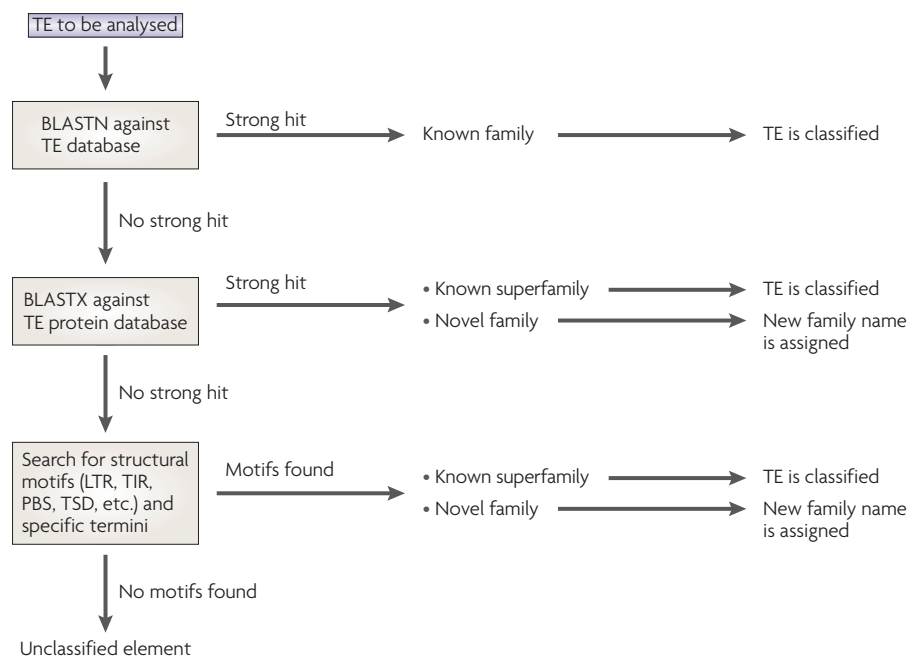 TE to be analysed
BLASTN against
TE database
Strong hit
Known family
TE is classified
No strong hit
BLASTX against
TE protein database
Strong hit
• Known superfamily
TE is classified
• Novel family
New family name
is assigned
No strong hit
Search for structural
motifs (LTR, TIR,
PBS, TSD, etc.) and
specific termini
Motifs found
• Known superfamily
TE is classified
• Novel family
New family name
is assigned
No motifs found
Unclassified element